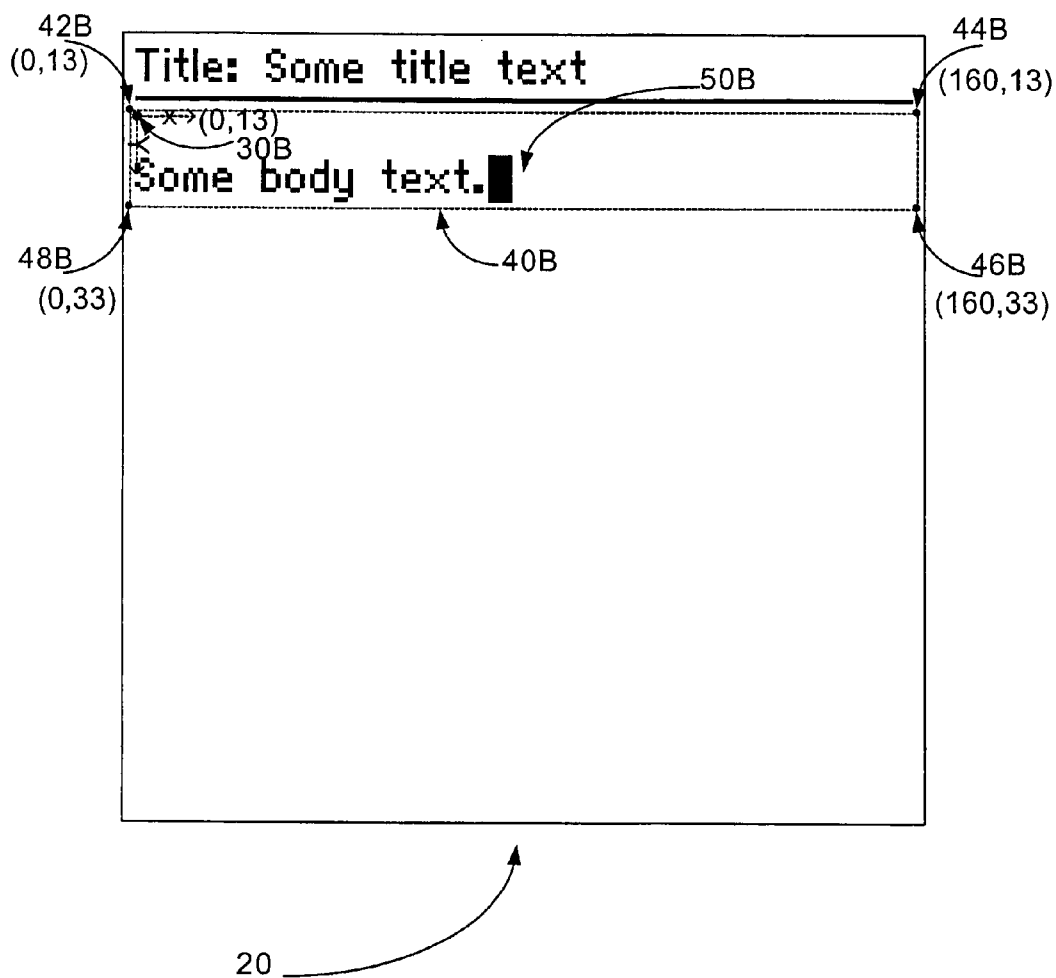 42B
(0,13)
44B
(160,13)
Title: Some title text
50B
x (0,13)
30B
Y
Some body text.
48B
(0,33)
40B
46B
(160,33)
20